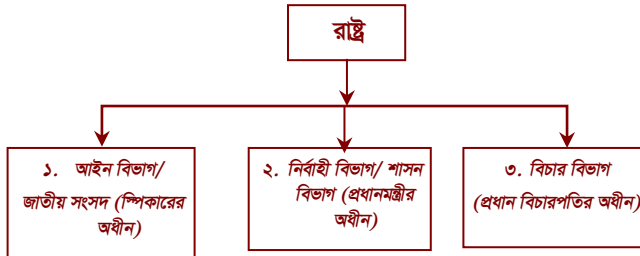 রাষ্ট্র
১. আইন বিভাগ/
জাতীয় সংসদ (স্পিকারের
অধীন)
২. নির্বাহী বিভাগ/ শাসন
বিভাগ (প্রধানমন্ত্রীর
অধীন)
৩. বিচার বিভাগ
(প্রধান বিচারপতির অধীন)